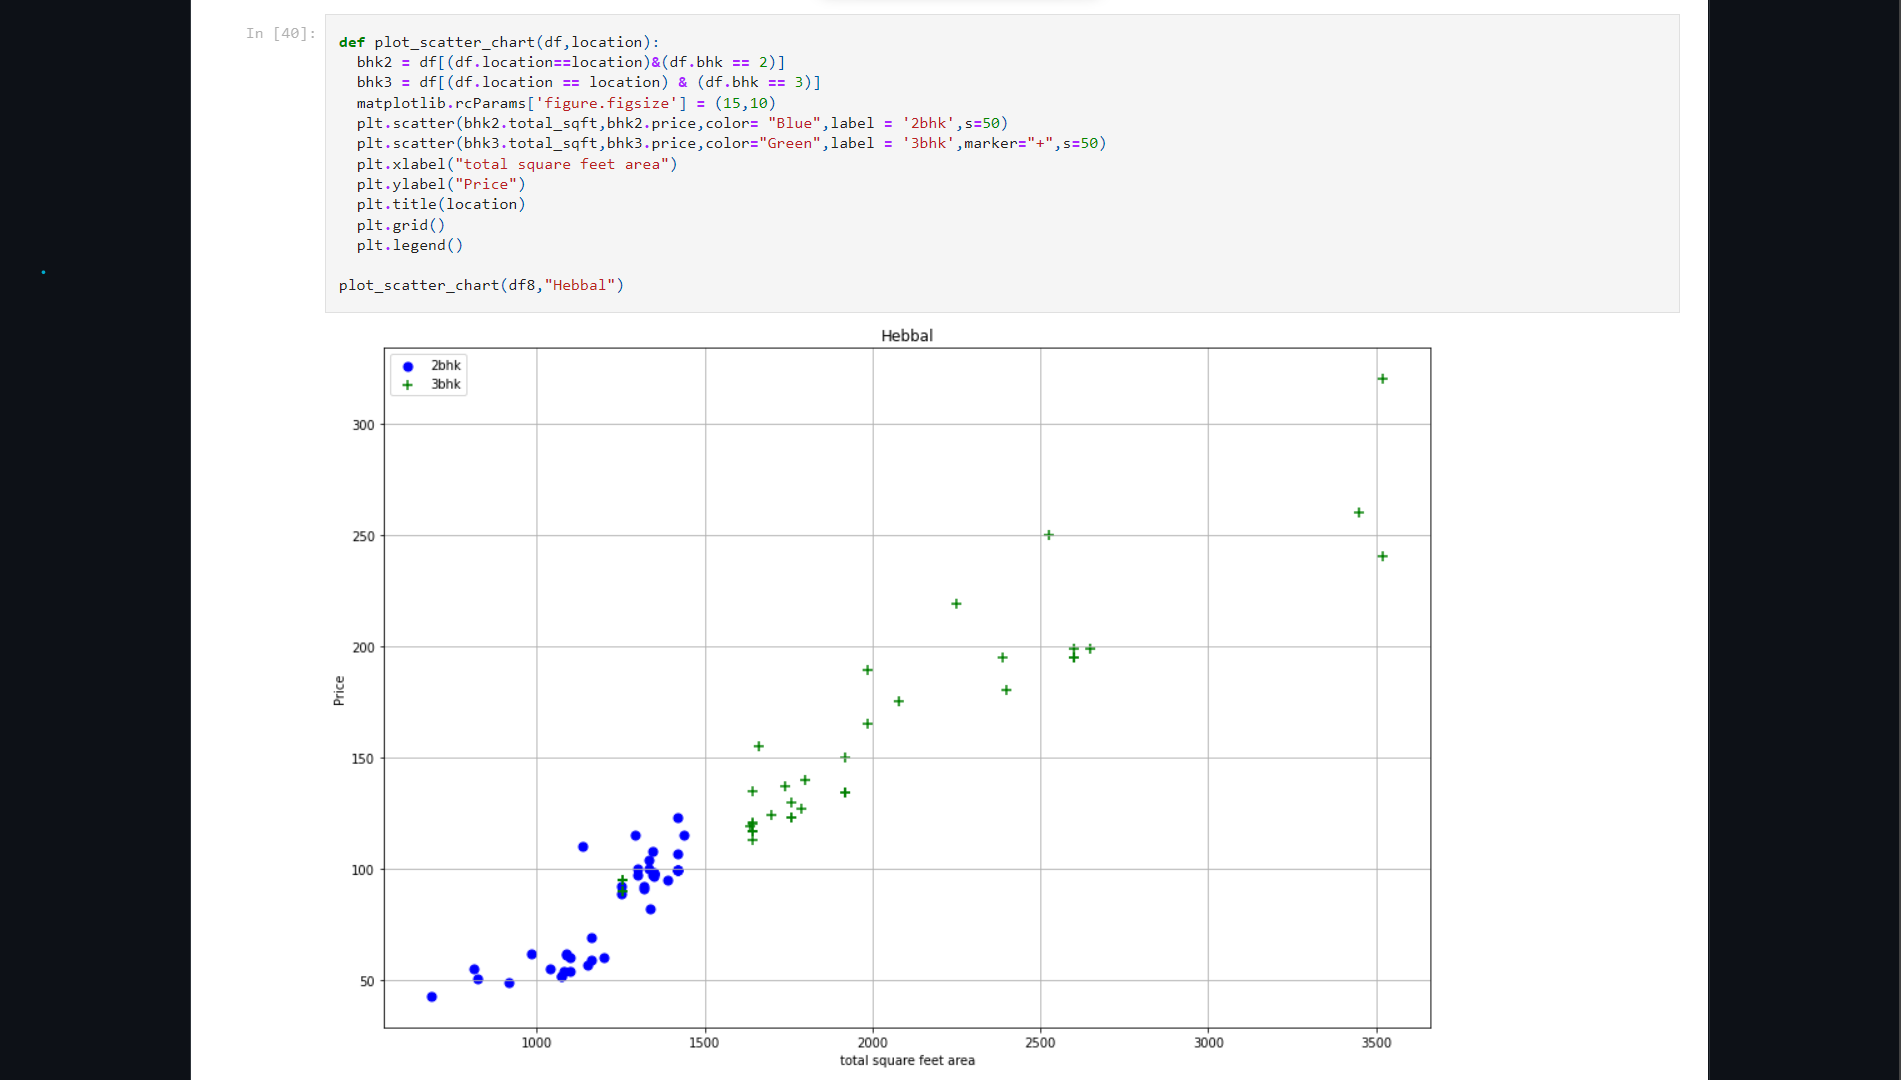 In [40]:
def plot_scatter_chart(df,location):
  bhk2 = df[(df.location==location)&(df.bhk == 2)]
  bhk3 = df[(df.location == location) & (df.bhk == 3)]
  matplotlib.rcParams['figure.figsize'] = (15,10)
  plt.scatter(bhk2.total_sqft,bhk2.price,color= "Blue",label = '2bhk',s=50)
  plt.scatter(bhk3.total_sqft,bhk3.price,color="Green",label = '3bhk',marker="+",s=50)
  plt.xlabel("total square feet area")
  plt.ylabel("Price")
  plt.title(location)
  plt.grid()
  plt.legend()
plot_scatter_chart(df8,"Hebbal")
Hebbal
2bhk
3bhk
300
250
200
150
100
50
Price
1000 1500 2000 2500 3000 3500
total square feet area